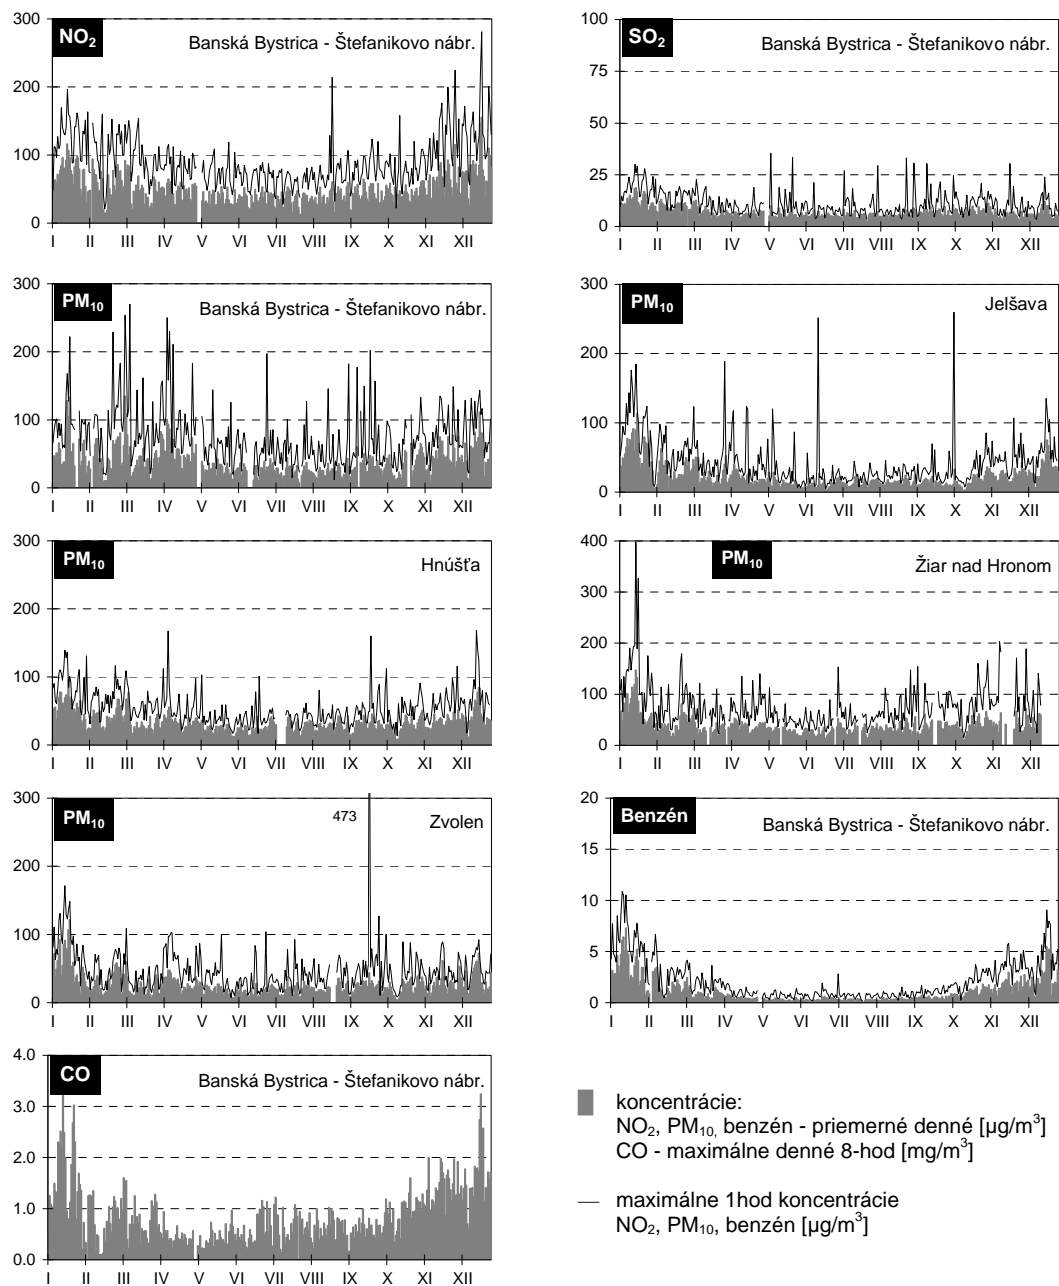 300
200
100
0
NO₂
Banská Bystrica - Štefanikovo nábr.
I II III IV V VI VII VIII IX X XI XII
100
75
50
25
0
SO₂
Banská Bystrica - Štefanikovo nábr.
I II III IV V VI VII VIII IX X XI XII
300
200
100
0
PM₁₀
Banská Bystrica - Štefanikovo nábr.
I II III IV V VI VII VIII IX X XI XII
300
200
100
0
PM₁₀
Jelšava
I II III IV V VI VII VIII IX X XI XII
300
200
100
0
PM₁₀
Hnúšťa
I II III IV V VI VII VIII IX X XI XII
400
300
200
100
0
PM₁₀
Žiar nad Hronom
I II III IV V VI VII VIII IX X XI XII
300
200
100
0
PM₁₀
473
Zvolen
I II III IV V VI VII VIII IX X XI XII
20
15
10
5
0
Benzén
Banská Bystrica - Štefanikovo nábr.
I II III IV V VI VII VIII IX X XI XII
4.0
3.0
2.0
1.0
0.0
CO
Banská Bystrica - Štefanikovo nábr.
I II III IV V VI VII VIII IX X XI XII
koncentrácie:
NO₂, PM₁₀, benzén - priemerné denné [µg/m³]
CO - maximálne denné 8-hod [mg/m³]
maximálne 1hod koncentrácie
NO₂, PM₁₀, benzén [µg/m³]